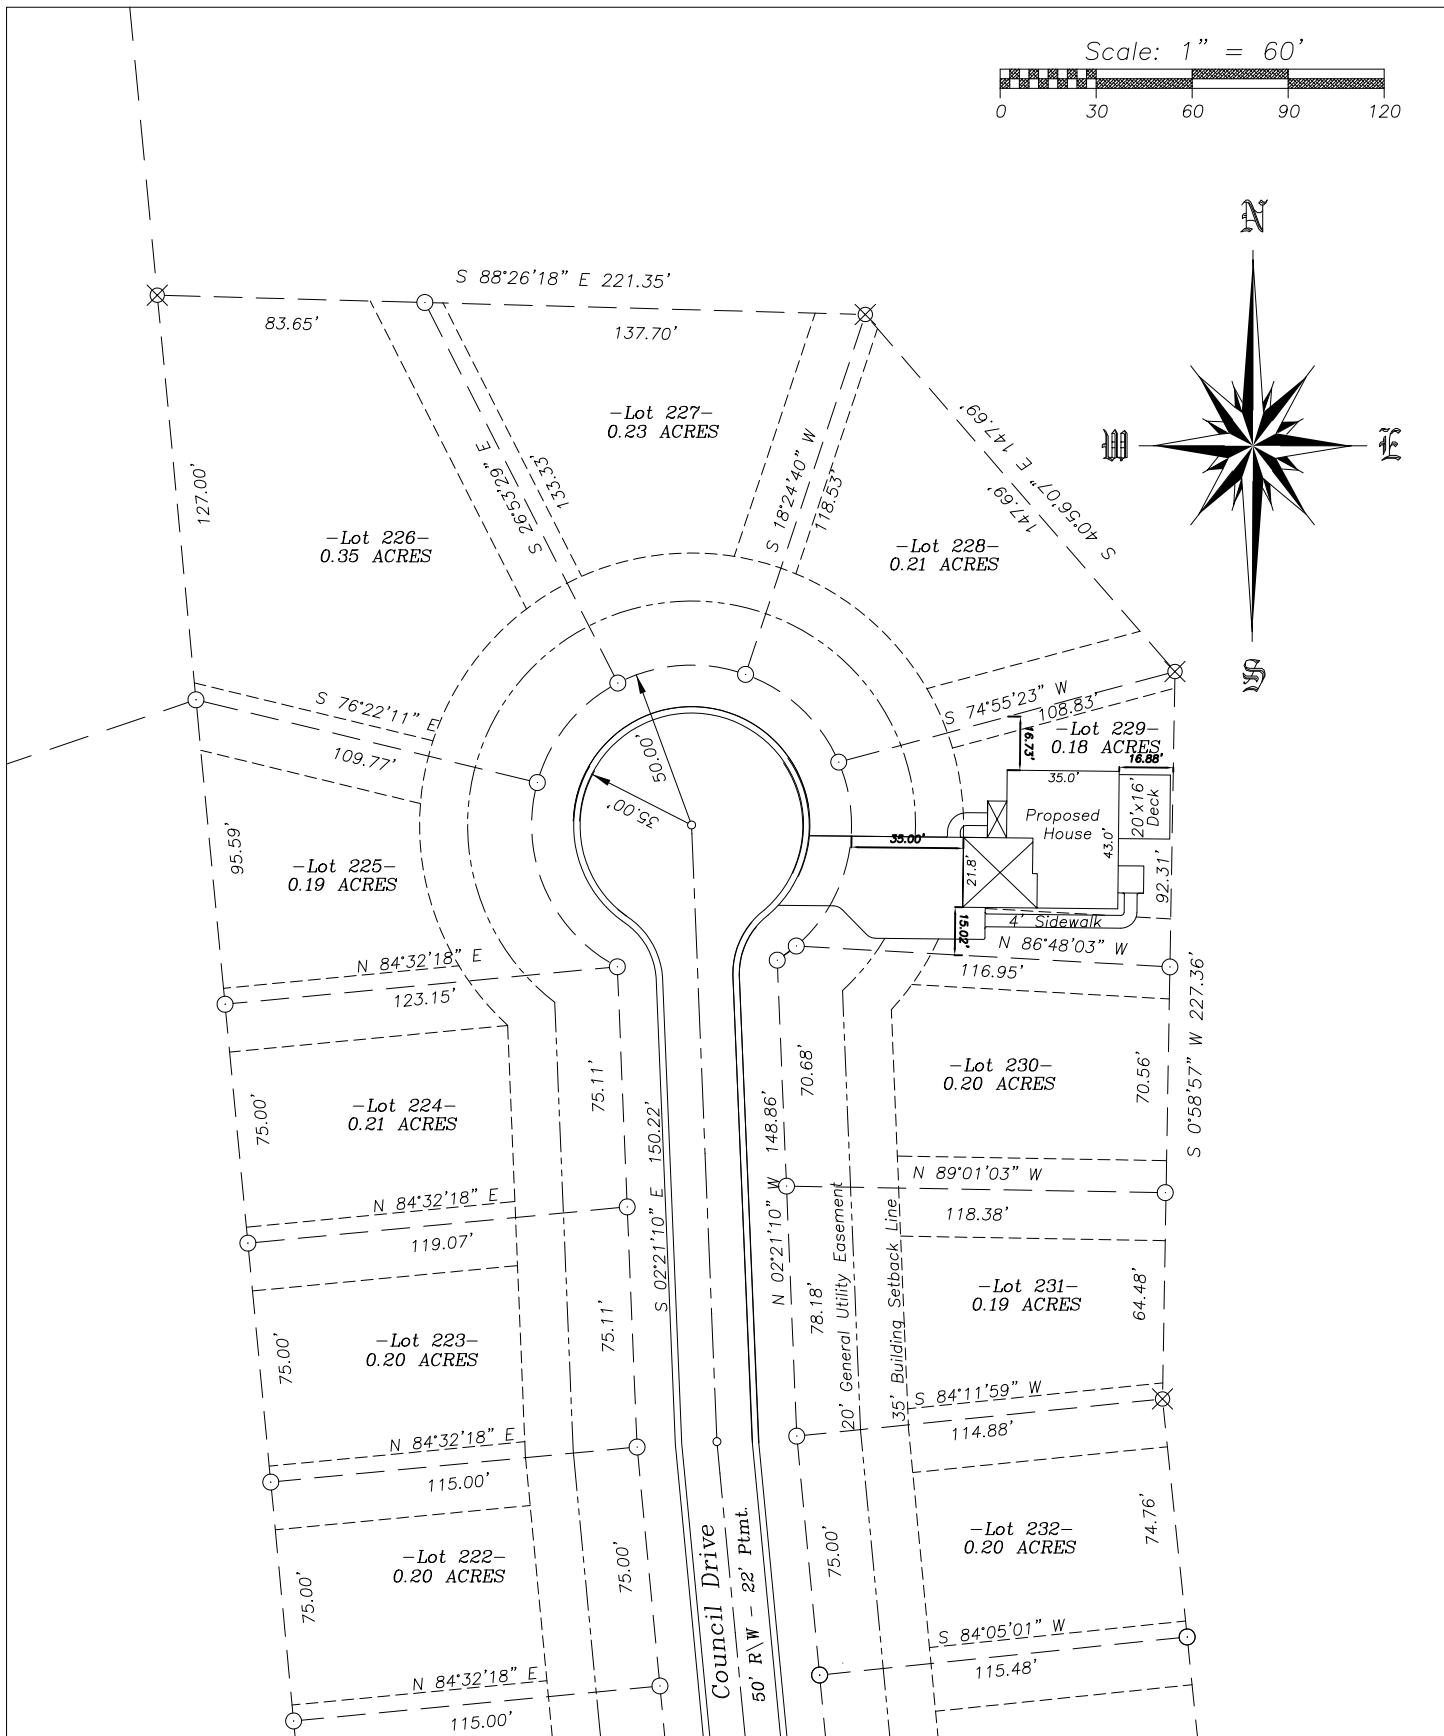 Scale: 1" = 60'
0 30 60 90 120
N
W
E
S
S 88°26'18" E 221.35'
83.65'
137.70'
-Lot 227-
0.23 ACRES
127.00'
S 26°53'29" E
133.33'
S 18°24'40" W
118.53'
S 40°56'07" E 147.69'
147.69'
-Lot 226-
0.35 ACRES
-Lot 228-
0.21 ACRES
S 76°22'11" E
109.77'
S 74°55'23" W
108.83'
-Lot 229-
0.18 ACRES
16.73'
16.88'
35.0'
50.00'
35.00'
Proposed
House
20'x16'
Deck
43.0'
35.00'
21.8'
92.31'
95.59'
-Lot 225-
0.19 ACRES
15.02'
4' Sidewalk
N 86°48'03" W
116.95'
N 84°32'18" E
123.15'
S 0°58'57" W 227.36'
75.11'
70.68'
-Lot 230-
0.20 ACRES
70.56'
-Lot 224-
0.21 ACRES
75.00'
S 02°21'10" E 150.22'
N 02°21'10" W 148.86'
N 89°01'03" W
118.38'
N 84°32'18" E
119.07'
20' General Utility Easement
35' Building Setback Line
-Lot 231-
0.19 ACRES
64.48'
78.18'
75.11'
75.00'
-Lot 223-
0.20 ACRES
S 84°11'59" W
114.88'
N 84°32'18" E
115.00'
Council Drive
50' R\W - 22' Ptmt.
75.00'
74.76'
-Lot 232-
0.20 ACRES
-Lot 222-
0.20 ACRES
75.00'
75.00'
S 84°05'01" W
115.48'
N 84°32'18" E
115.00'